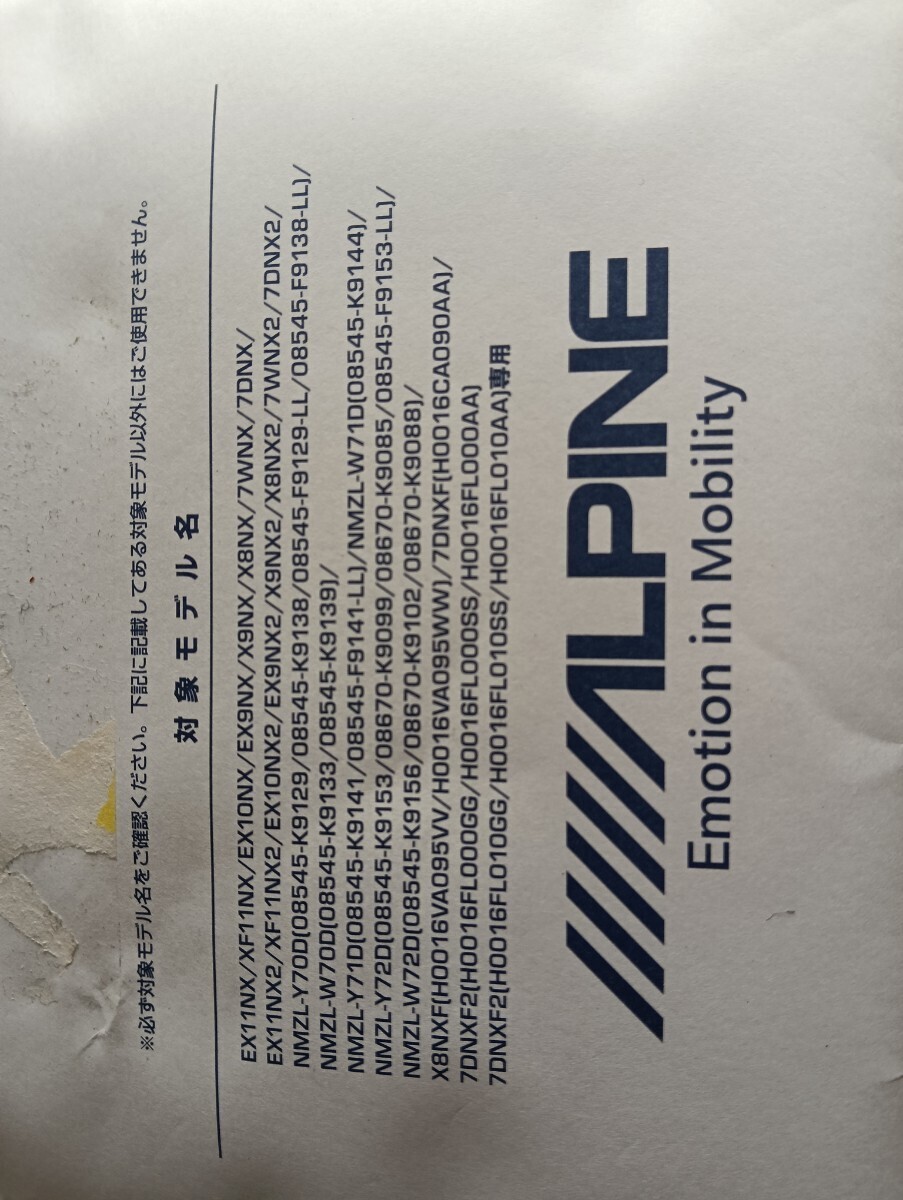 ※必ず対象モデル名をご確認ください。下記に記載してある対象モデル以外にはご使用できません。
対象モデル名
EX11NX/XF11NX/EX10NX/EX9NX/X9NX/X8NX/7WNX/7DNX/
EX11NX2/XF11NX2/EX10NX2/EX9NX2/X9NX2/X8NX2/7WNX2/7DNX2/
NMZL-Y70D(08545-K9129/08545-K9138/08545-F9129-LL/08545-F9138-LL)/
NMZL-W70D(08545-K9133/08545-K9139)/
NMZL-Y71D(08545-K9141/08545-F9141-LL)/NMZL-W71D(08545-K9144)/
NMZL-Y72D(08545-K9153/08670-K9099/08670-K9085/08545-F9153-LL)/
NMZL-W72D(08545-K9156/08670-K9102/08670-K9088)/
X8NXF(H0016VA095VV/H0016VA095WW)/7DNXF(H0016CA090AA)/
7DNXF2(H0016FL000GG/H0016FL000SS/H0016FL000AA)
7DNXF2(H0016FL010GG/H0016FL010SS/H0016FL010AA)専用
ALPINE
Emotion in Mobility